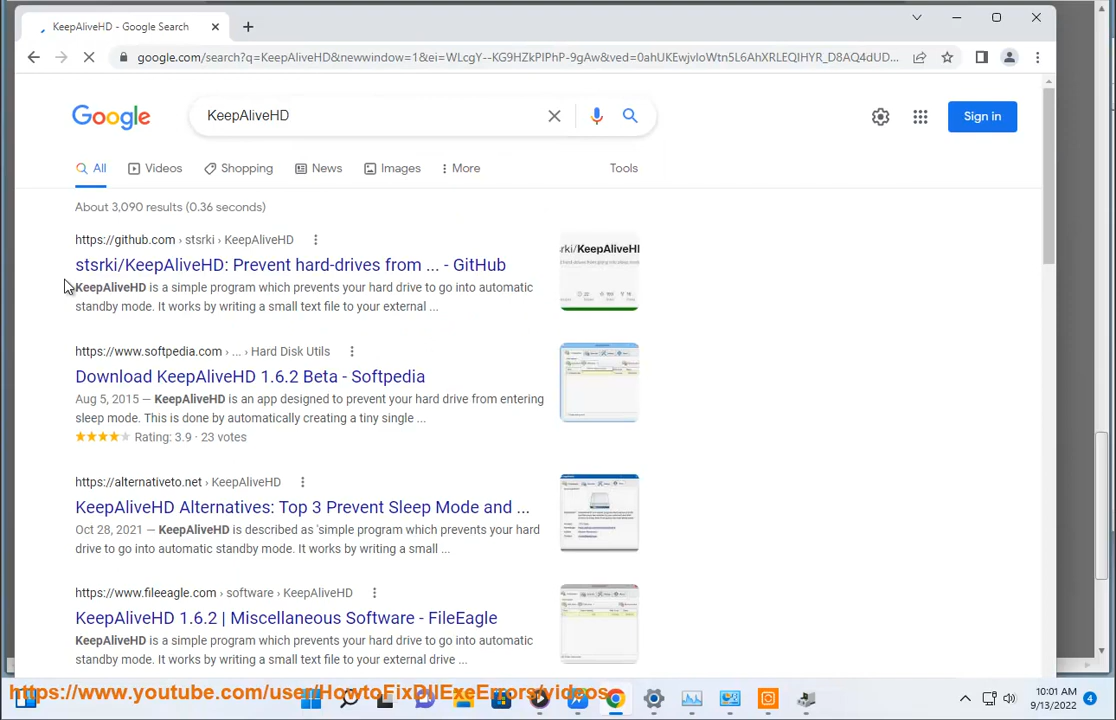 KeepAliveHD - Google Search
google.com/search?q=KeepAliveHD&newwindow=1&ei=WLcgY--KG9HZkPIPhP-9gAw&ved=0ahUKEwjvloWtn5L6AhXRLEQIHYR_D8AQ4dUD...
Google
KeepAliveHD
Sign in
All
Videos
Shopping
News
Images
More
Tools
About 3,090 results (0.36 seconds)
https://github.com › stsrki › KeepAliveHD
stsrki/KeepAliveHD: Prevent hard-drives from ... - GitHub
KeepAliveHD is a simple program which prevents your hard drive to go into automatic
standby mode. It works by writing a small text file to your external ...
rki/KeepAliveHI
https://www.softpedia.com › ... › Hard Disk Utils
Download KeepAliveHD 1.6.2 Beta - Softpedia
Aug 5, 2015 — KeepAliveHD is an app designed to prevent your hard drive from entering
sleep mode. This is done by automatically creating a tiny single ...
Rating: 3.9 · 23 votes
https://alternativeto.net › KeepAliveHD
KeepAliveHD Alternatives: Top 3 Prevent Sleep Mode and ...
Oct 28, 2021 — KeepAliveHD is described as 'simple program which prevents your hard
drive to go into automatic standby mode. It works by writing a small ...
https://www.fileeagle.com › software › KeepAliveHD
KeepAliveHD 1.6.2 | Miscellaneous Software - FileEagle
KeepAliveHD is a simple program which prevents your hard drive to go into automatic
standby mode. It works by writing a small text file to your external drive ...
https://www.youtube.com/user/HowtoFixDllExeErrors/videos
10:01 AM
9/13/2022
4